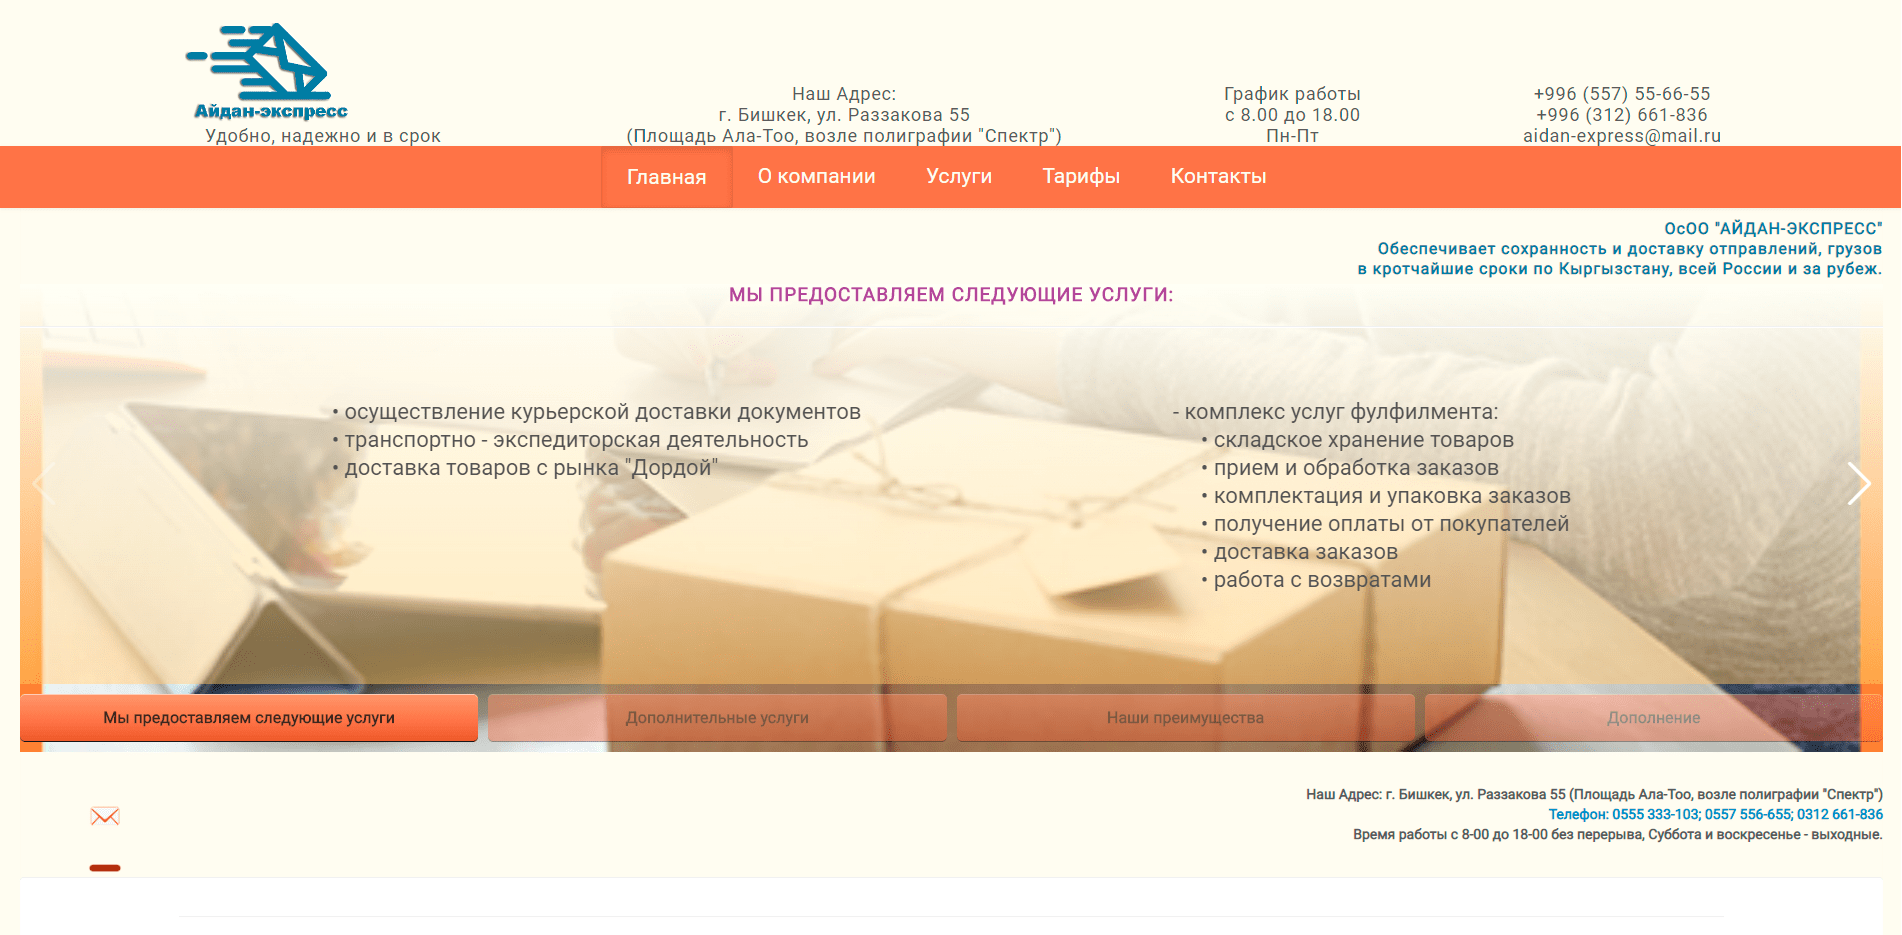 Айдан-экспресс
Удобно, надежно и в срок
Наш Адрес:
г. Бишкек, ул. Раззакова 55
(Площадь Ала-Тоо, возле полиграфии "Спектр")
График работы
с 8.00 до 18.00
Пн-Пт
+996 (557) 55-66-55
+996 (312) 661-836
aidan-express@mail.ru
Главная
О компании
Услуги
Тарифы
Контакты
ОсОО "АЙДАН-ЭКСПРЕСС"
Обеспечивает сохранность и доставку отправлений, грузов
в кротчайшие сроки по Кыргызстану, всей России и за рубеж.
МЫ ПРЕДОСТАВЛЯЕМ СЛЕДУЮЩИЕ УСЛУГИ:
• осуществление курьерской доставки документов
• транспортно - экспедиторская деятельность
• доставка товаров с рынка "Дордой"
- комплекс услуг фулфилмента:
• складское хранение товаров
• прием и обработка заказов
• комплектация и упаковка заказов
• получение оплаты от покупателей
• доставка заказов
• работа с возвратами
Мы предоставляем следующие услуги
Дополнительные услуги
Наши преимущества
Дополнение
Наш Адрес: г. Бишкек, ул. Раззакова 55 (Площадь Ала-Тоо, возле полиграфии "Спектр")
Телефон: 0555 333-103; 0557 556-655; 0312 661-836
Время работы с 8-00 до 18-00 без перерыва, Суббота и воскресенье - выходные.